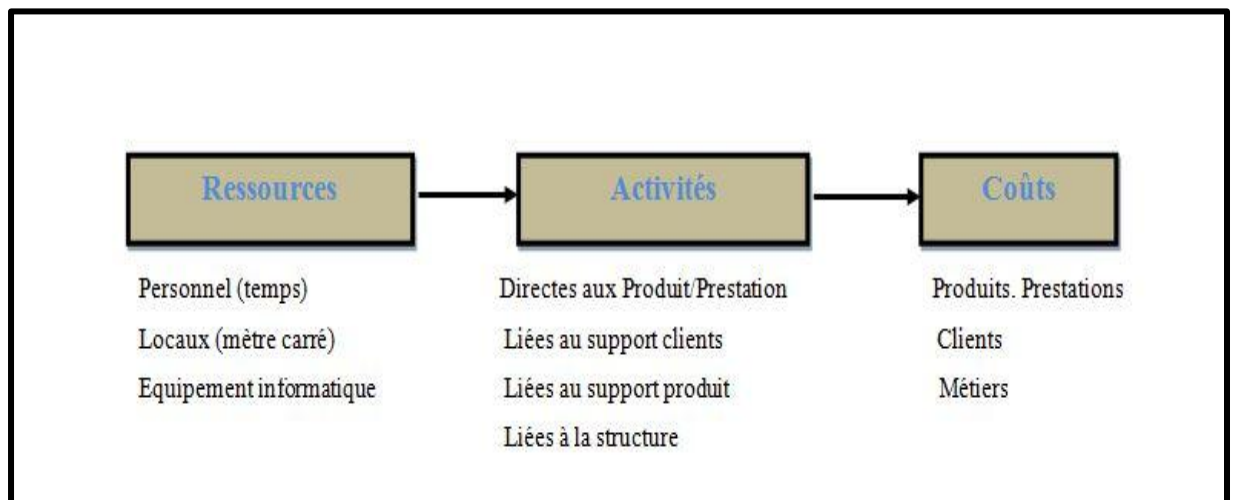 Ressources
Activités
Coûts
Personnel (temps)
Locaux (mètre carré)
Equipement informatique
Directes aux Produit/Prestation
Liées au support clients
Liées au support produit
Liées à la structure
Produits. Prestations
Clients
Métiers